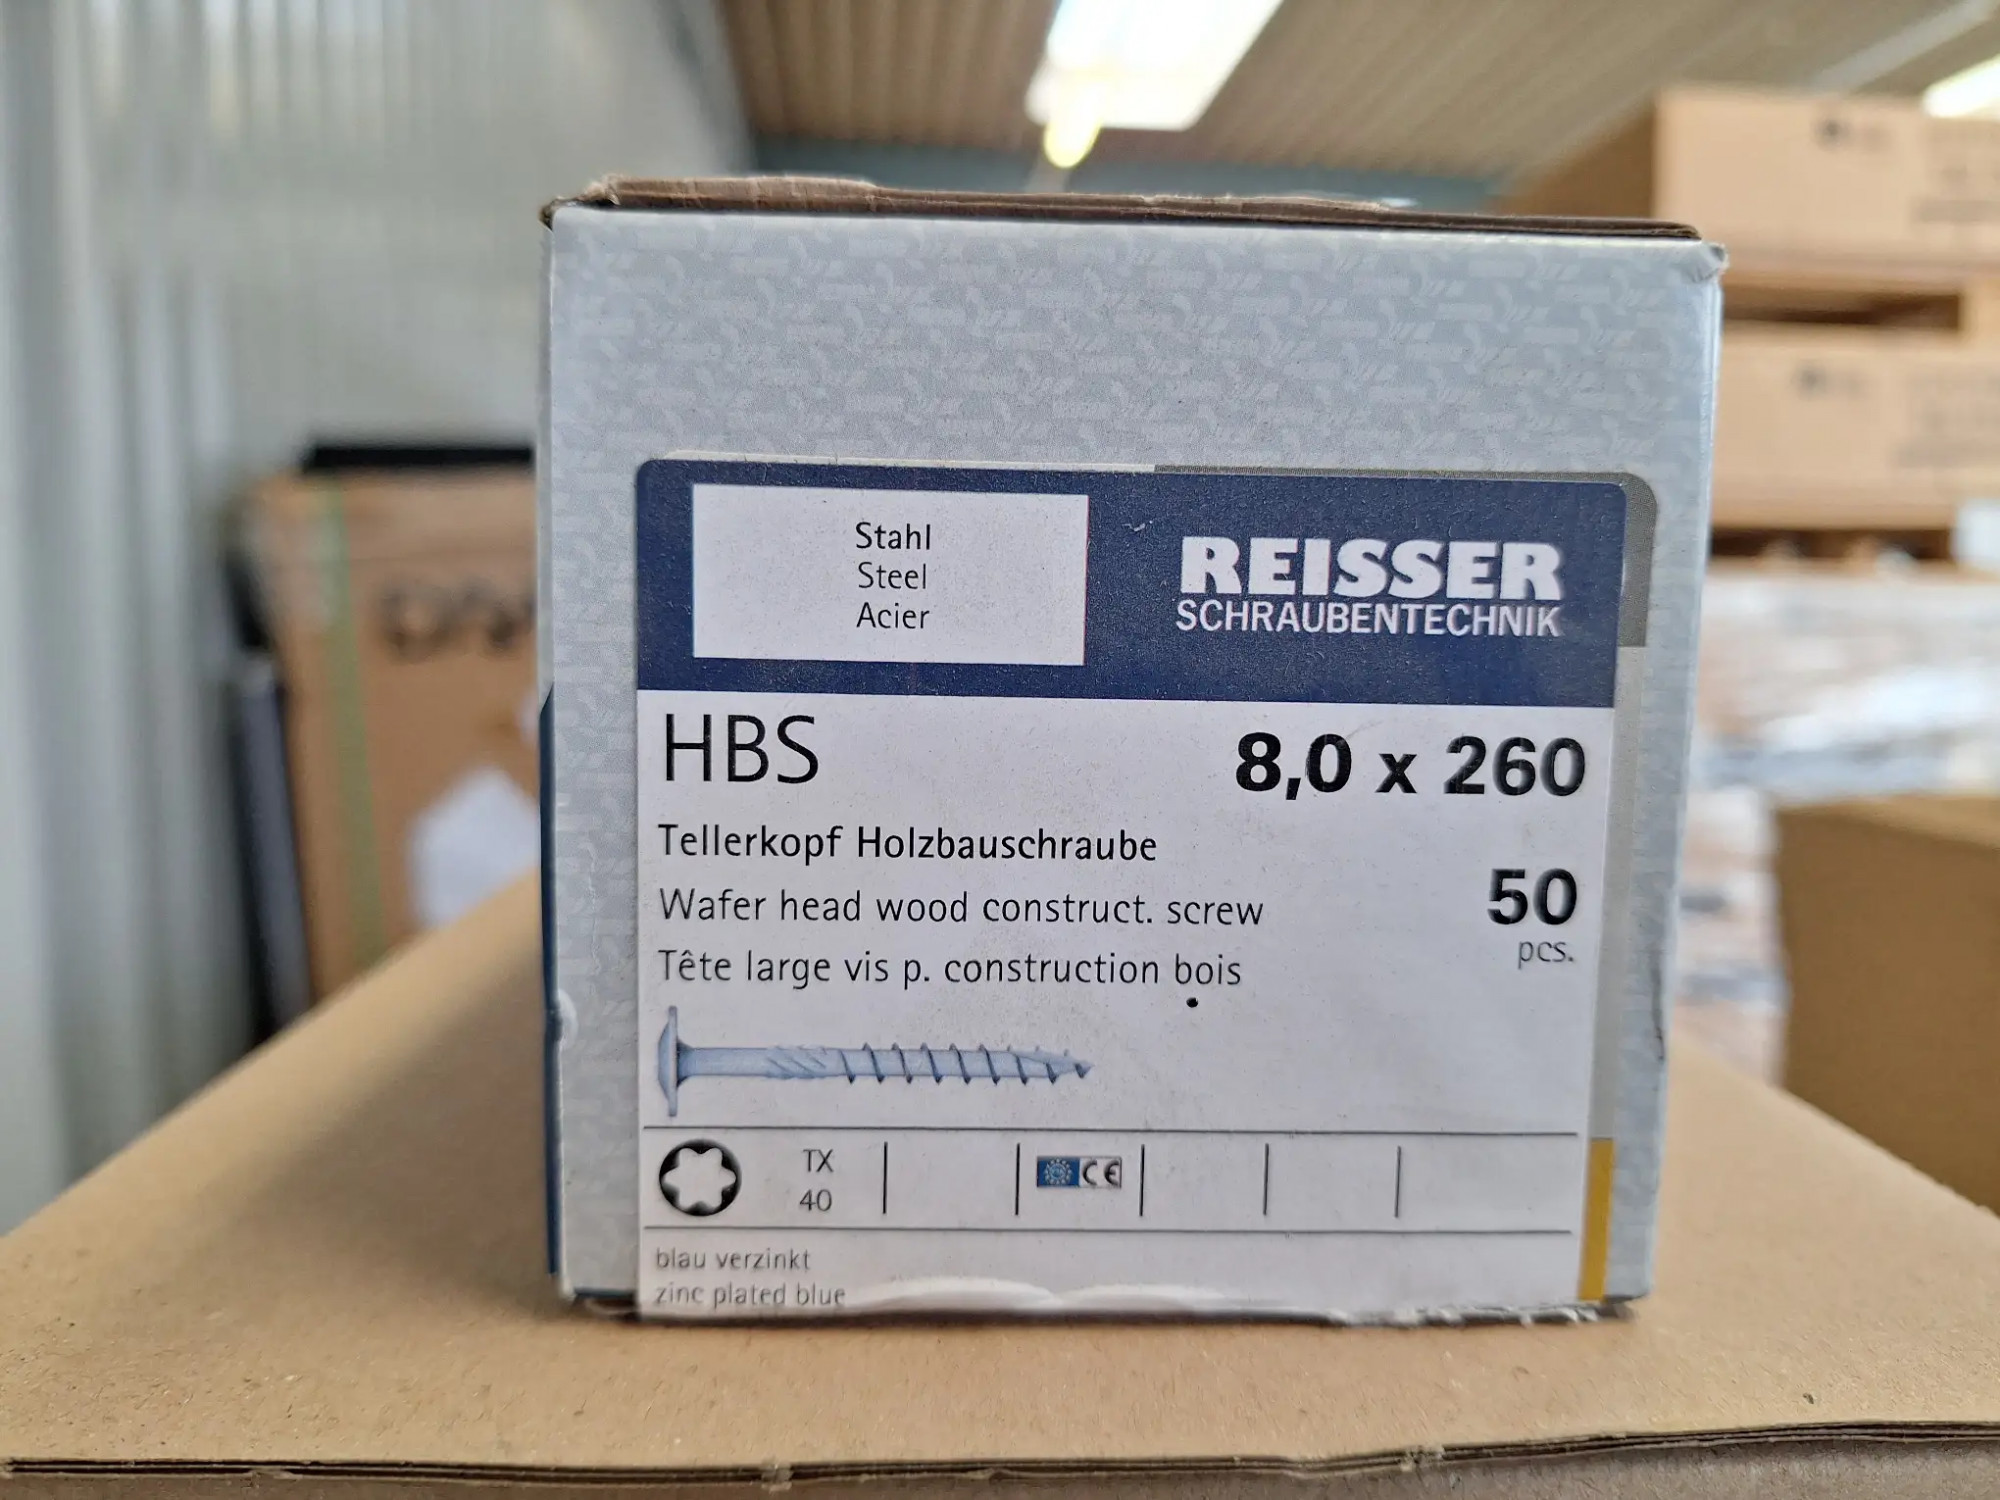 Stahl
Steel
Acier
REISSER
SCHRAUBENTECHNIK
HBS
8,0 x 260
Tellerkopf Holzbauschraube
Wafer head wood construct. screw
Tête large vis p. construction bois
50
pcs.
TX
40
CE
blau verzinkt
zinc plated blue